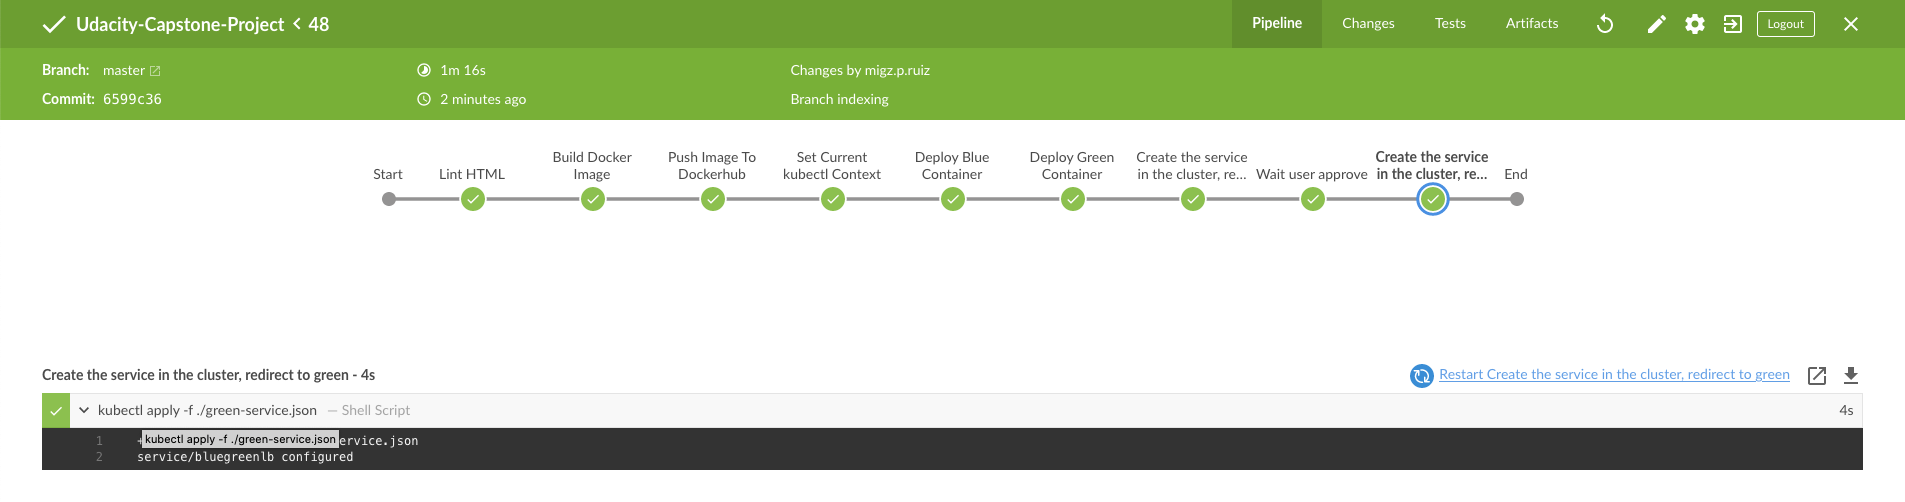 Udacity-Capstone-Project < 48
Pipeline
Changes
Tests
Artifacts
Logout
Branch: master
1m 16s
Changes by migz.p.ruiz
Commit: 6599c36
2 minutes ago
Branch indexing
Start
Lint HTML
Build Docker
Image
Push Image To
Dockerhub
Set Current
kubectl Context
Deploy Blue
Container
Deploy Green
Container
Create the service
in the cluster, re...
Wait user approve
Create the service
in the cluster, re...
End
Create the service in the cluster, redirect to green - 4s
Restart Create the service in the cluster, redirect to green
kubectl apply -f ./green-service.json — Shell Script
4s
kubectl apply -f ./green-service.json
1 ervice.json
2 service/bluegreenlb configured